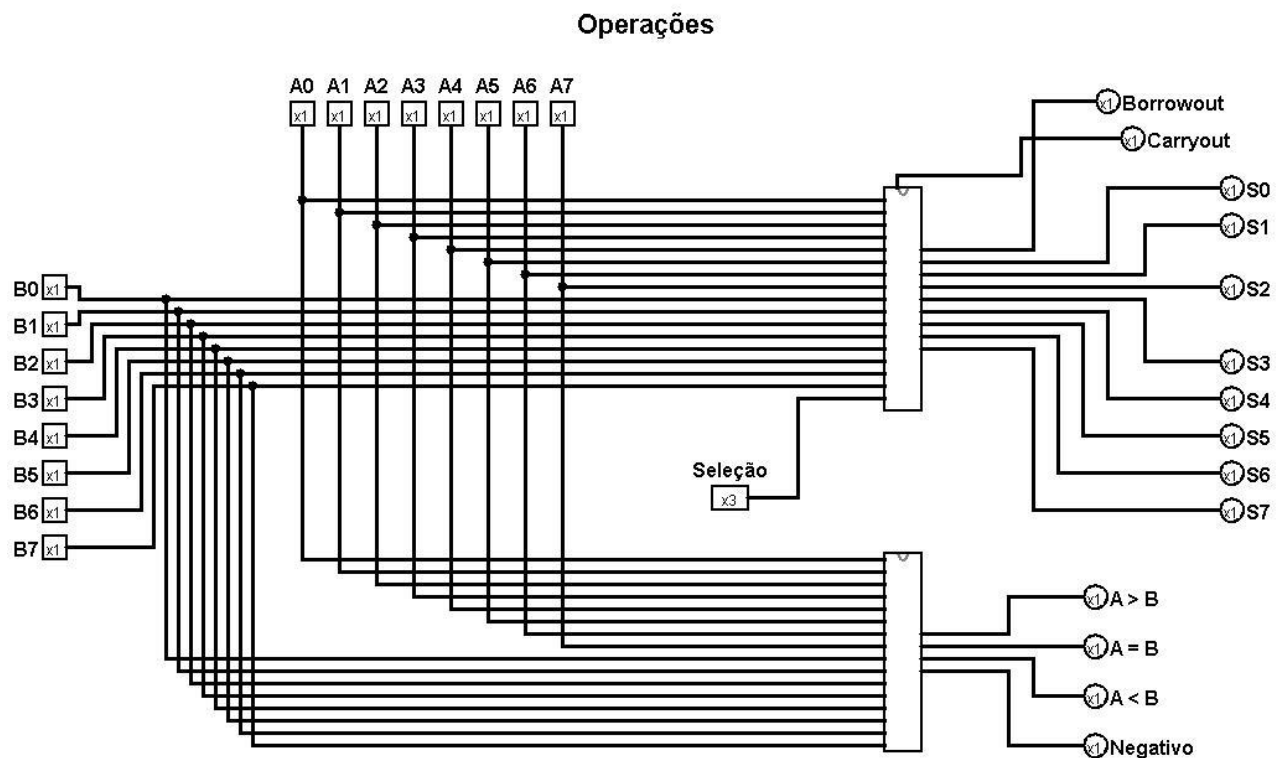 Operações
A0 A1 A2 A3 A4 A5 A6 A7
x1 x1 x1 x1 x1 x1 x1 x1
x1 Borrowout
x1 Carryout
x1 S0
x1 S1
B0 x1
x1 S2
B1 x1
B2 x1
x1 S3
B3 x1
x1 S4
B4 x1
x1 S5
B5 x1
Seleção
x3
x1 S6
B6 x1
x1 S7
B7 x1
x1 A > B
x1 A = B
x1 A < B
x1 Negativo